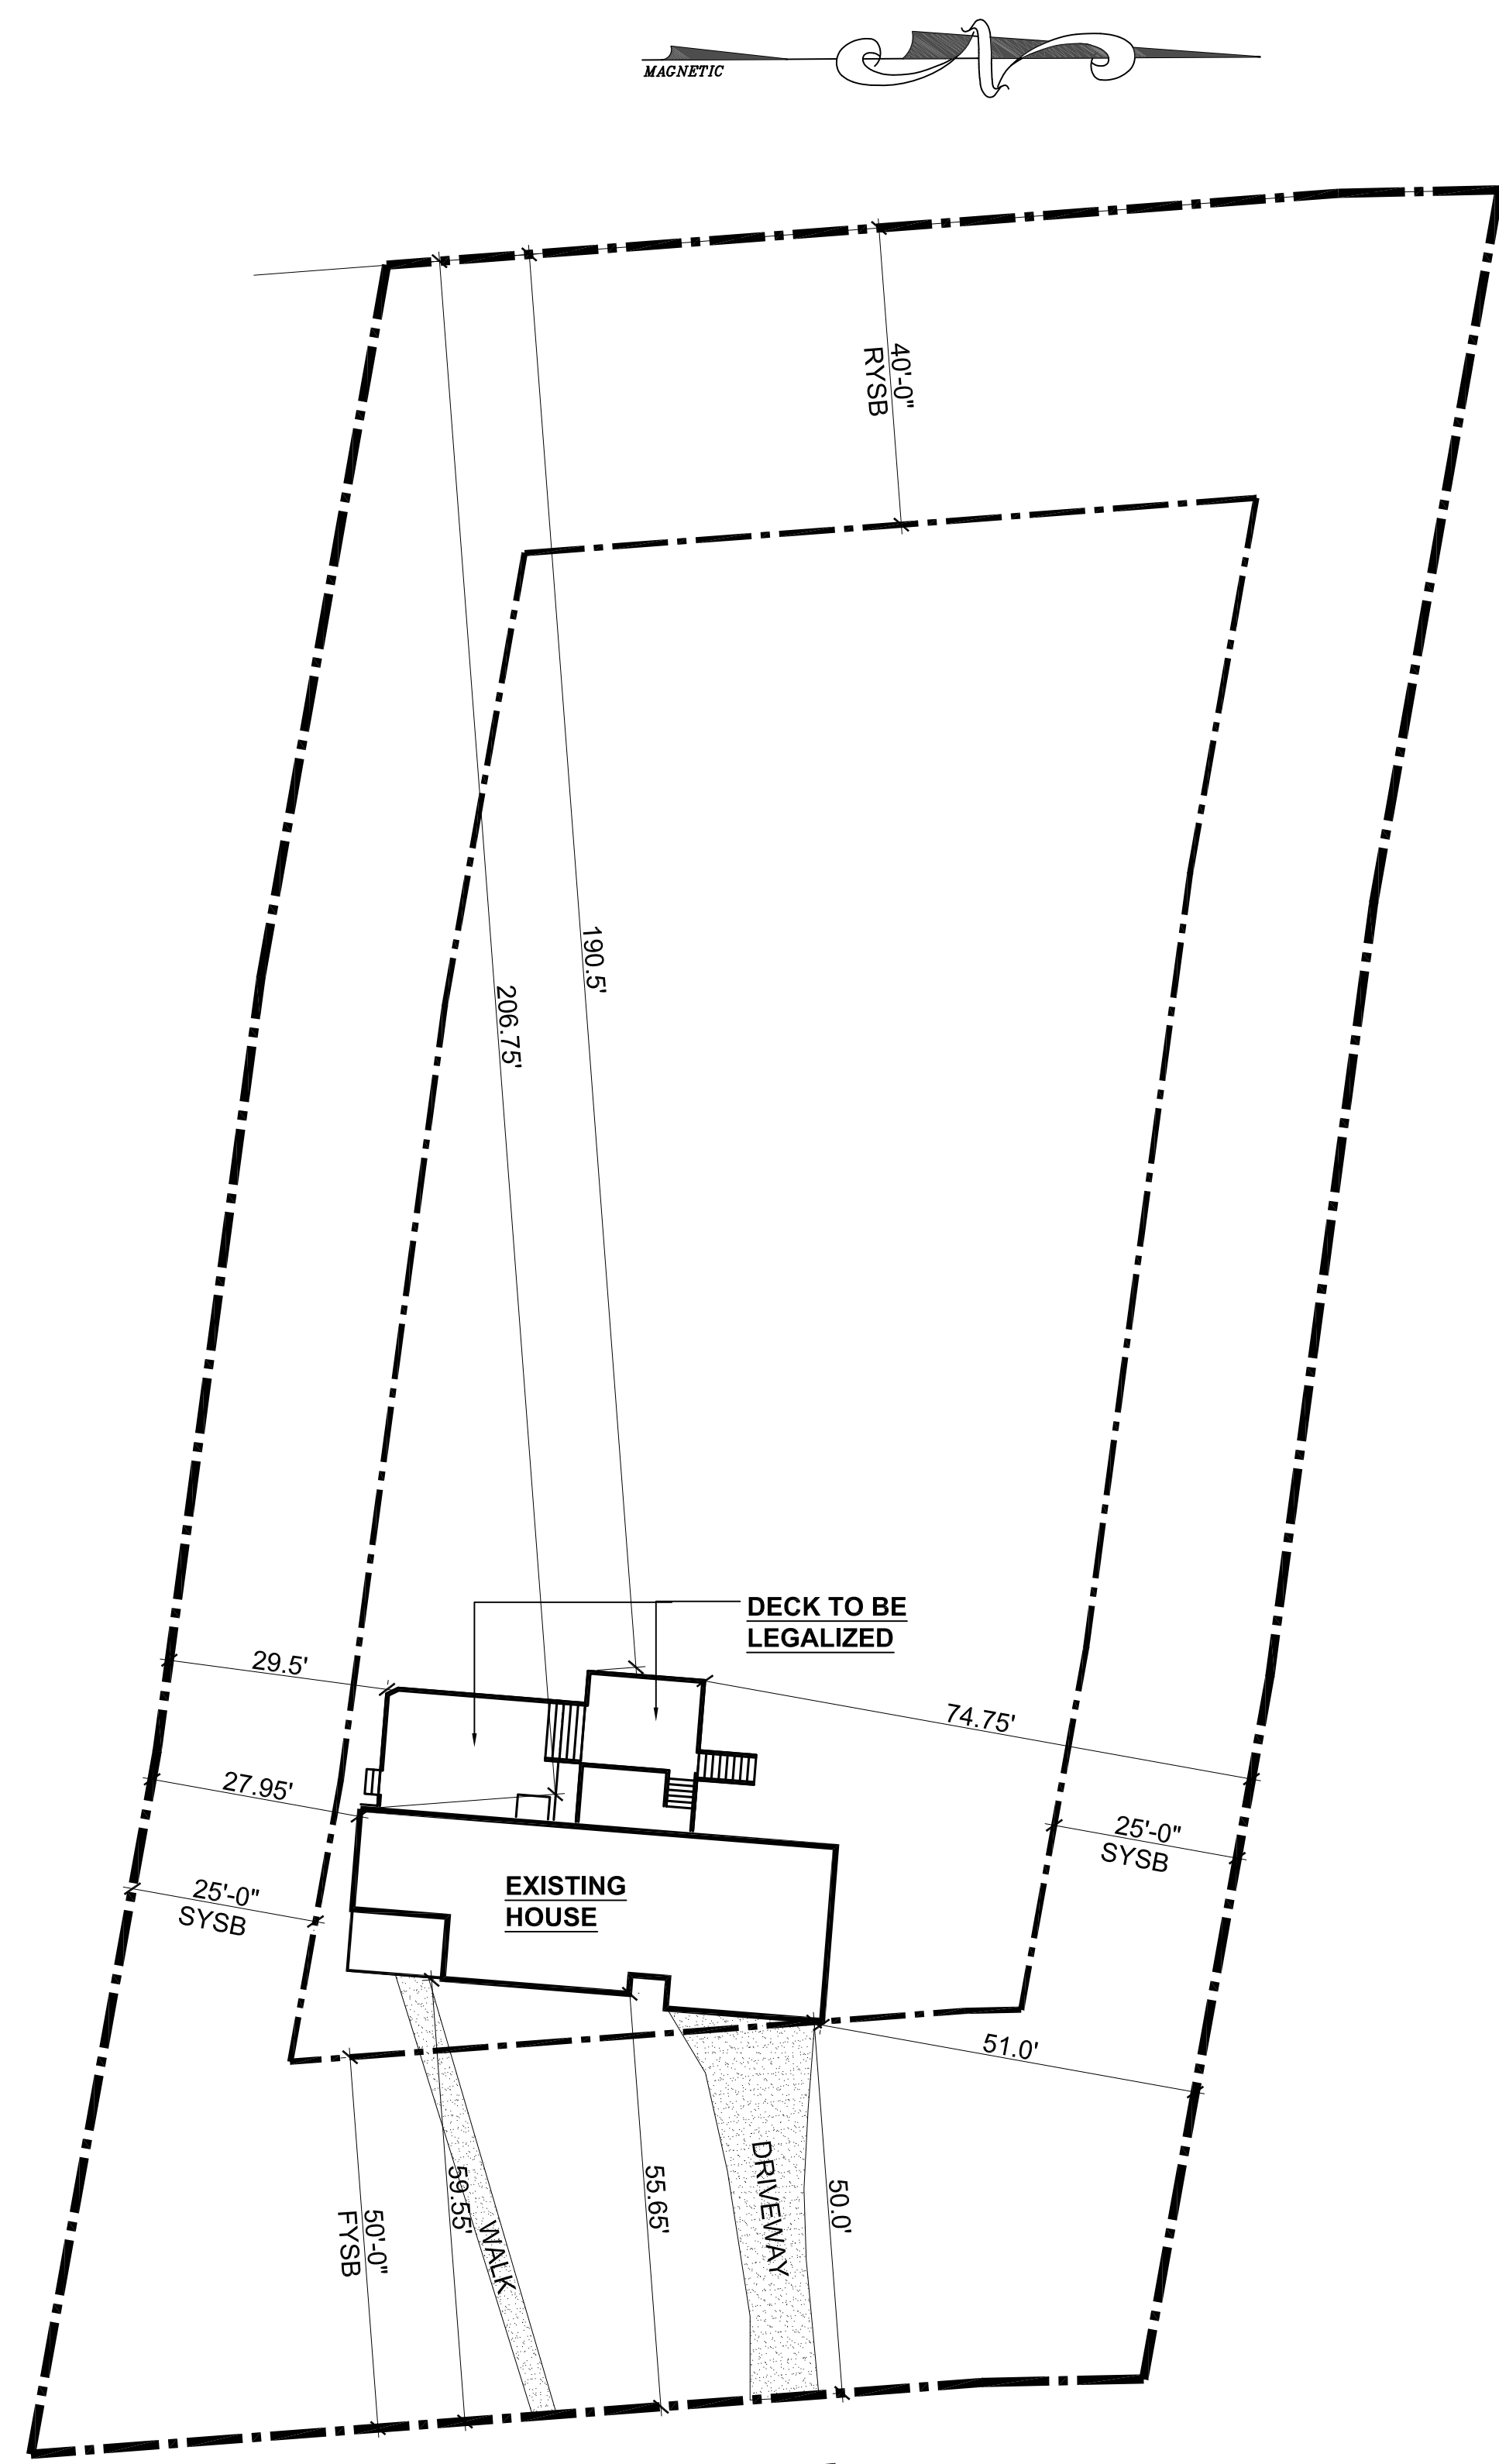 MAGNETIC
40'-0"
RYSB
190.5'
206.75'
DECK TO BE
LEGALIZED
29.5'
74.75'
27.95'
25'-0"
SYSB
EXISTING
HOUSE
25'-0"
SYSB
51.0'
50'-0"
FYSB
59.55'
WALK
55.65'
DRIVEWAY
50.0'